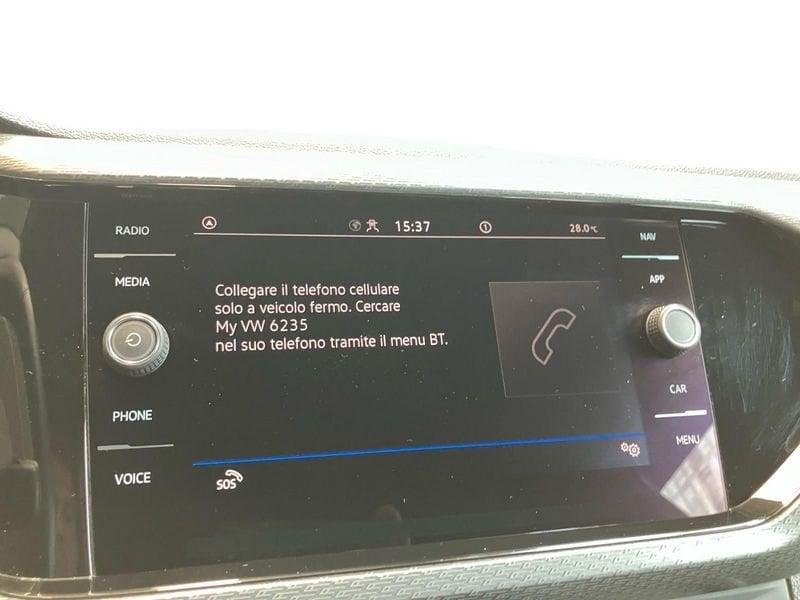 RADIO
MEDIA
PHONE
VOICE
15:37
1
28.0°C
Collegare il telefono cellulare
solo a veicolo fermo. Cercare
My VW 6235
nel suo telefono tramite il menu BT.
SOS
NAV
APP
CAR
MENU